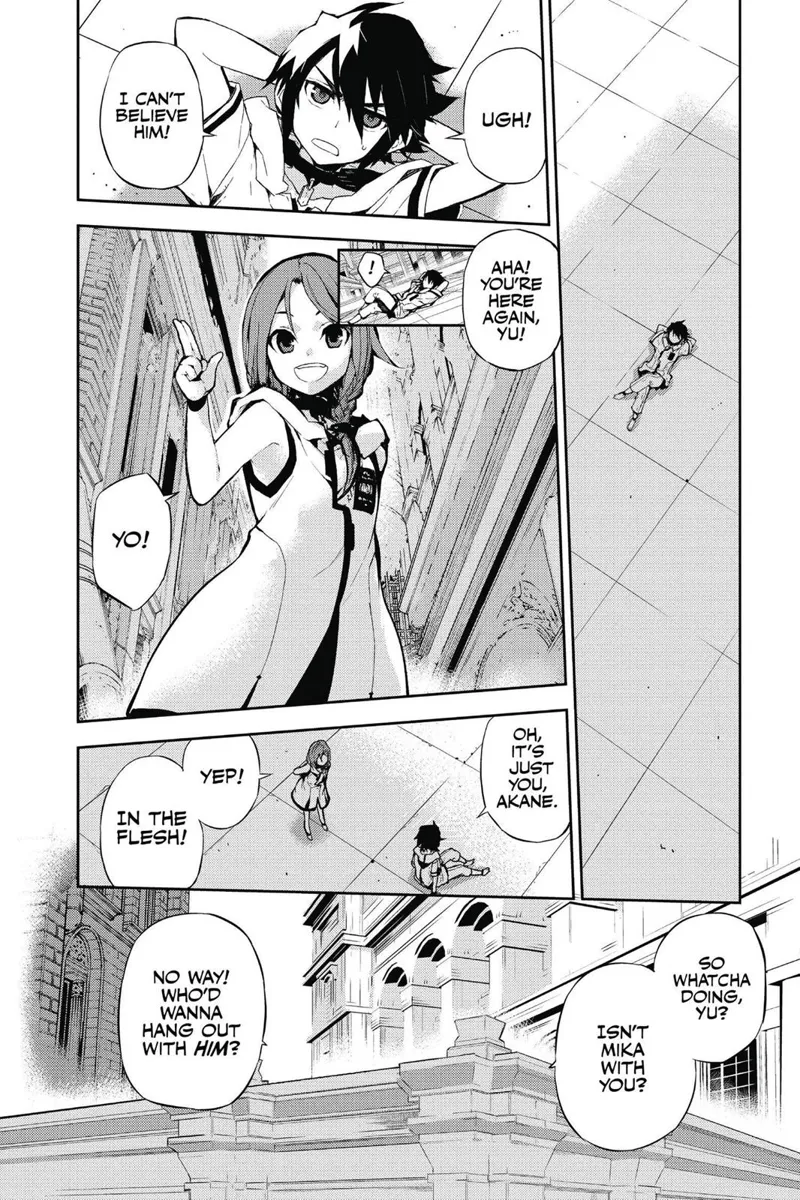 UGH!
I CAN'T
BELIEVE
HIM!
AHA!
YOU'RE
HERE
AGAIN,
YU!
!
YO!
OH,
IT'S
JUST
YOU,
AKANE.
YEP!
IN THE
FLESH!
SO
WHATCHA
DOING,
YU?
ISN'T
MIKA
WITH
YOU?
NO WAY!
WHO'D
WANNA
HANG OUT
WITH HIM?